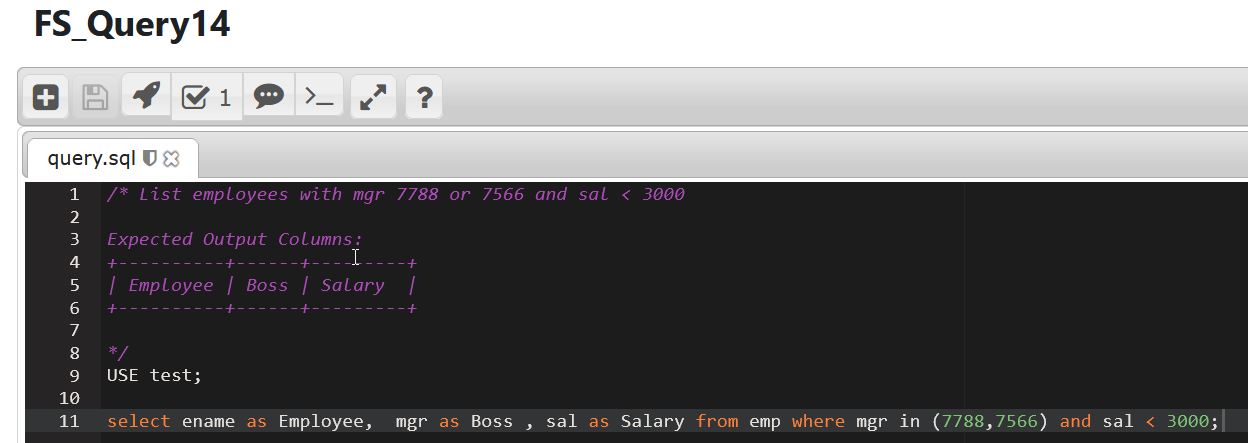 FS_Query14
1
>_
?
query.sql
1 /* List employees with mgr 7788 or 7566 and sal < 3000
2
3 Expected Output Columns:
4 +----------+------+---------+
5 | Employee | Boss | Salary  |
6 +----------+------+---------+
7
8 */
9 USE test;
10
11 select ename as Employee,  mgr as Boss , sal as Salary from emp where mgr in (7788,7566) and sal < 3000;